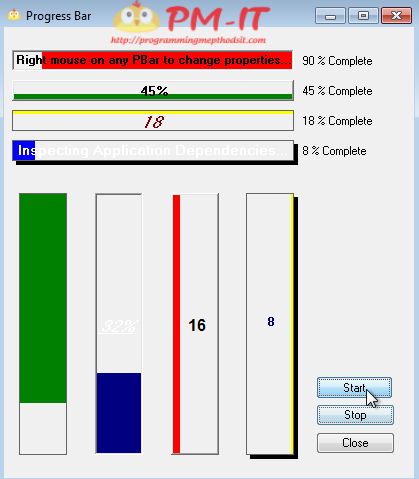 Progress Bar
PM-IT
http://programmingmepthodsit.com
Right mouse on any PBar to change properties...
90 % Complete
45%
45 % Complete
18
18 % Complete
Inspecting Application Dependencies...
8 % Complete
32%
16
8
Start
Stop
Close